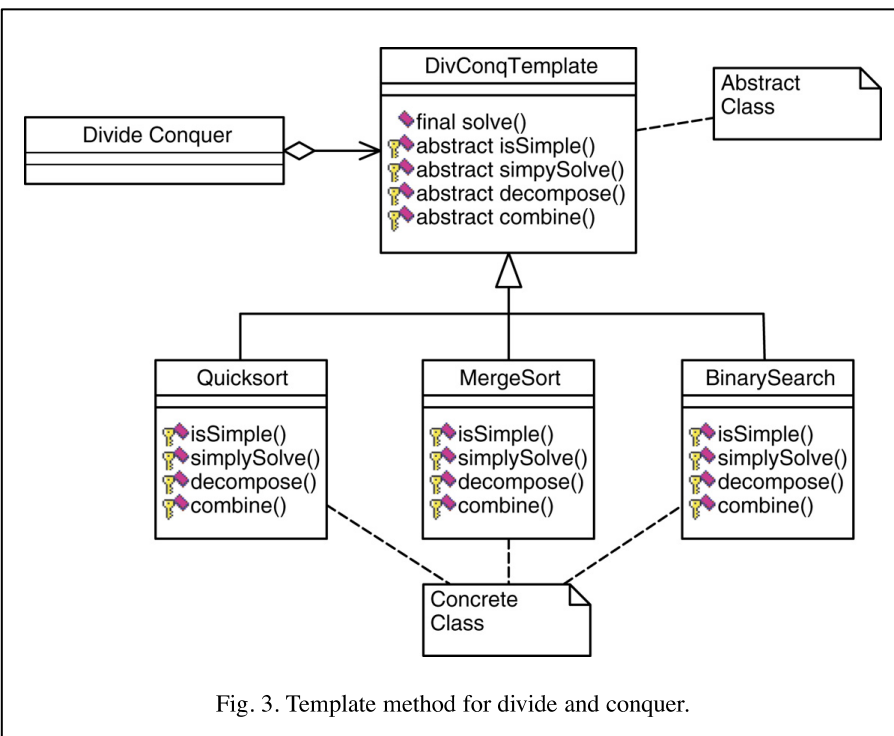 DivConqTemplate
final solve()
abstract isSimple()
abstract simpySolve()
abstract decompose()
abstract combine()
Abstract
Class
Divide Conquer
Quicksort
isSimple()
simplySolve()
decompose()
combine()
MergeSort
isSimple()
simplySolve()
decompose()
combine()
BinarySearch
isSimple()
simplySolve()
decompose()
combine()
Concrete
Class
Fig. 3. Template method for divide and conquer.